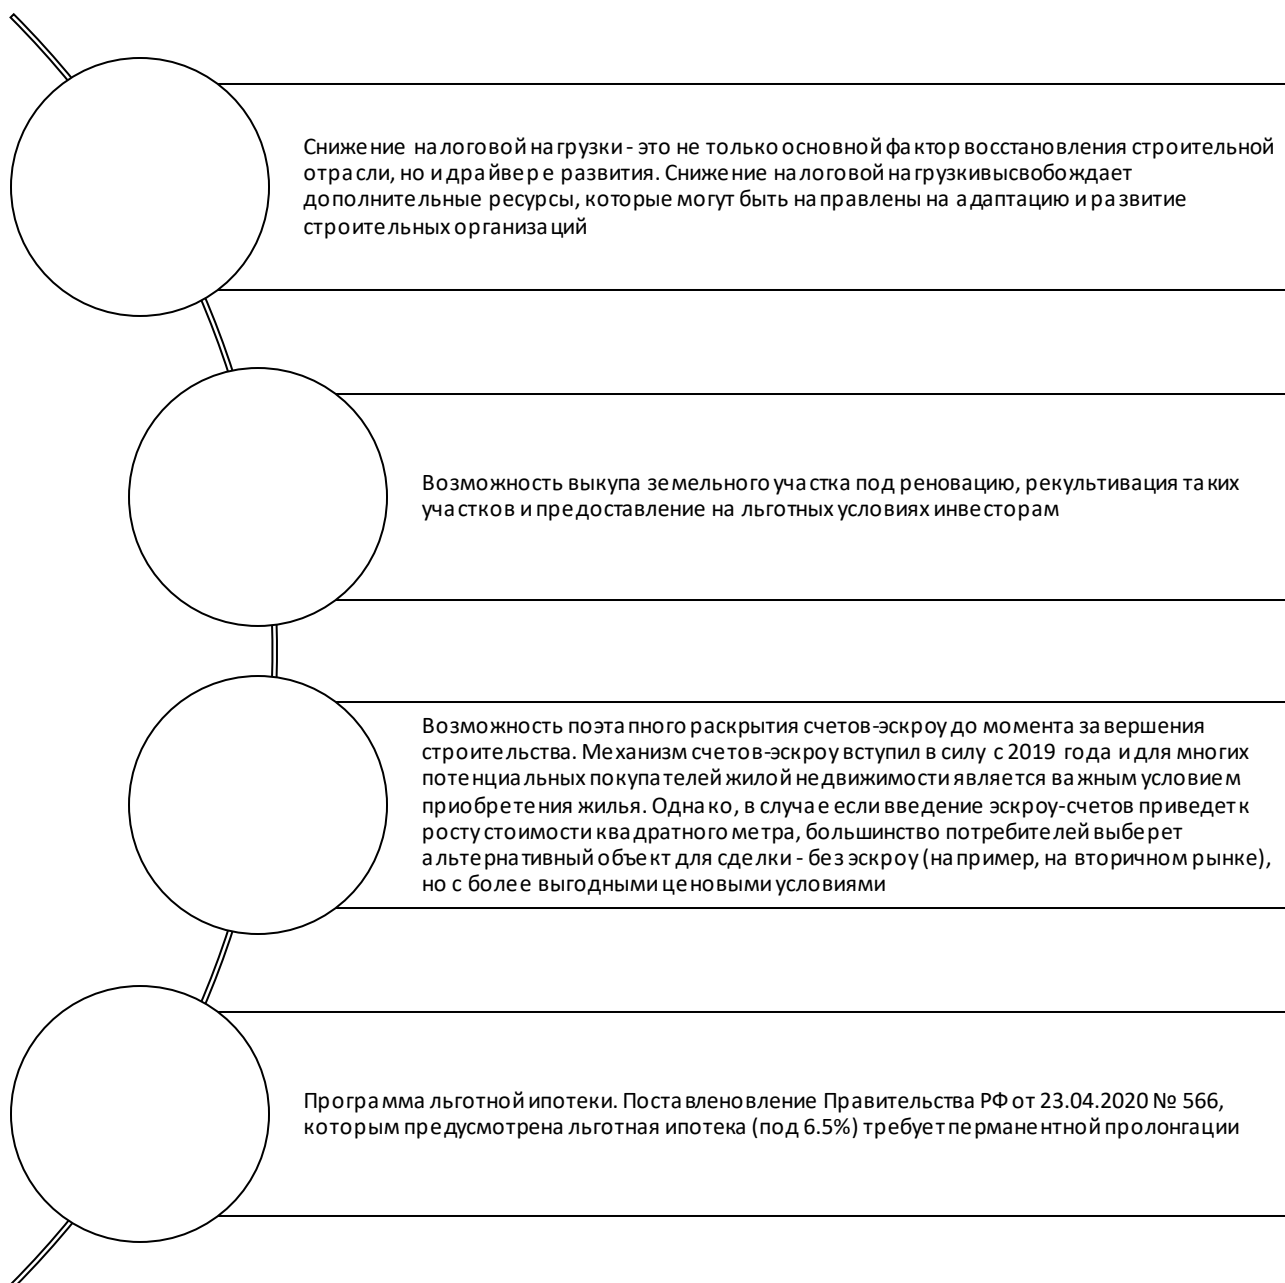 Снижение налоговой нагрузки - это не только основной фактор восстановления строительной
отрасли, но и драйвер е развития. Снижение налоговой нагрузкивысвобождает
дополнительные ресурсы, которые могут быть направлены на адаптацию и развитие
строительных организаций
Возможность выкупа земельного участка под реновацию, рекультивация таких
участков и предоставление на льготных условиях инвесторам
Возможность поэтапного раскрытия счетов-эскроу до момента завершения
строительства. Механизм счетов-эскроу вступил в силу с 2019 года и для многих
потенциальных покупателей жилой недвижимости является важным условием
приобретения жилья. Однако, в случае если введение эскроу-счетов приведет к
росту стоимости квадратного метра, большинство потребителей выберет
альтернативный объект для сделки - без эскроу (например, на вторичном рынке),
но с более выгодными ценовыми условиями
Программа льготной ипотеки. Поставленовление Правительства РФ от 23.04.2020 № 566,
которым предусмотрена льготная ипотека (под 6.5%) требует перманентной пролонгации